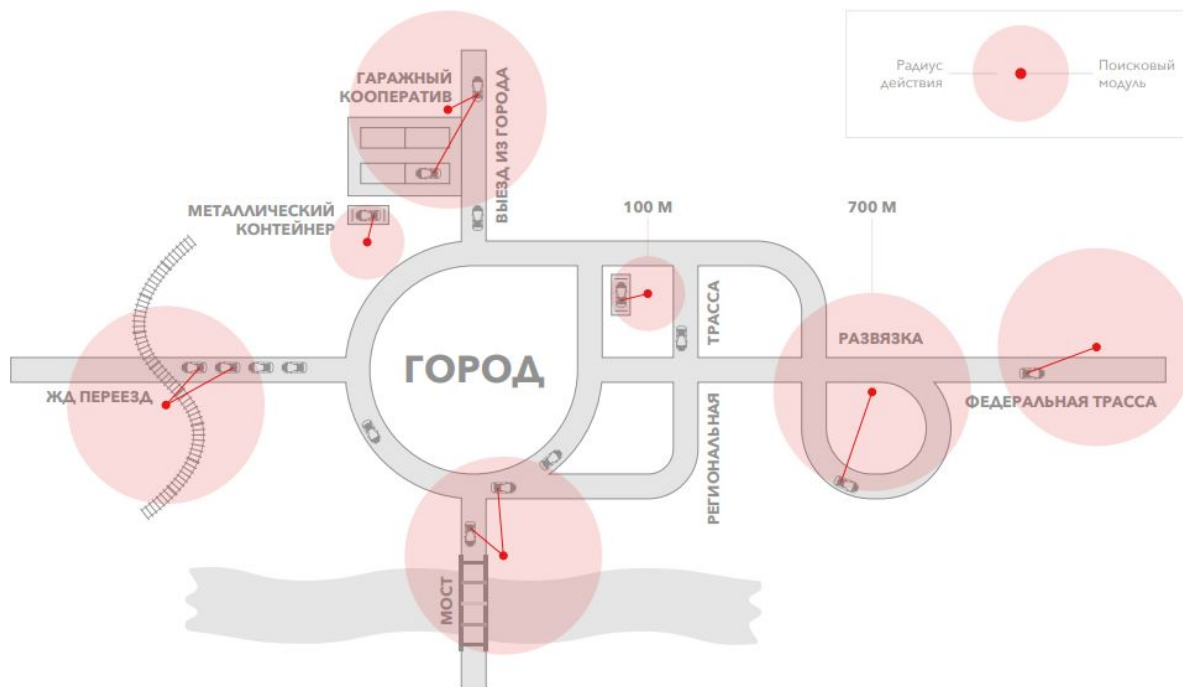 ГАРАЖНЫЙ
КООПЕРАТИВ
ВЫЕЗД ИЗ ГОРОДА
Радиус
действия
Поисковый
модуль
МЕТАЛЛИЧЕСКИЙ
КОНТЕЙНЕР
100 М
700 М
ТРАССА
РЕГИОНАЛЬНАЯ
РАЗВЯЗКА
ГОРОД
ЖД ПЕРЕЕЗД
ФЕДЕРАЛЬНАЯ ТРАССА
МОСТ